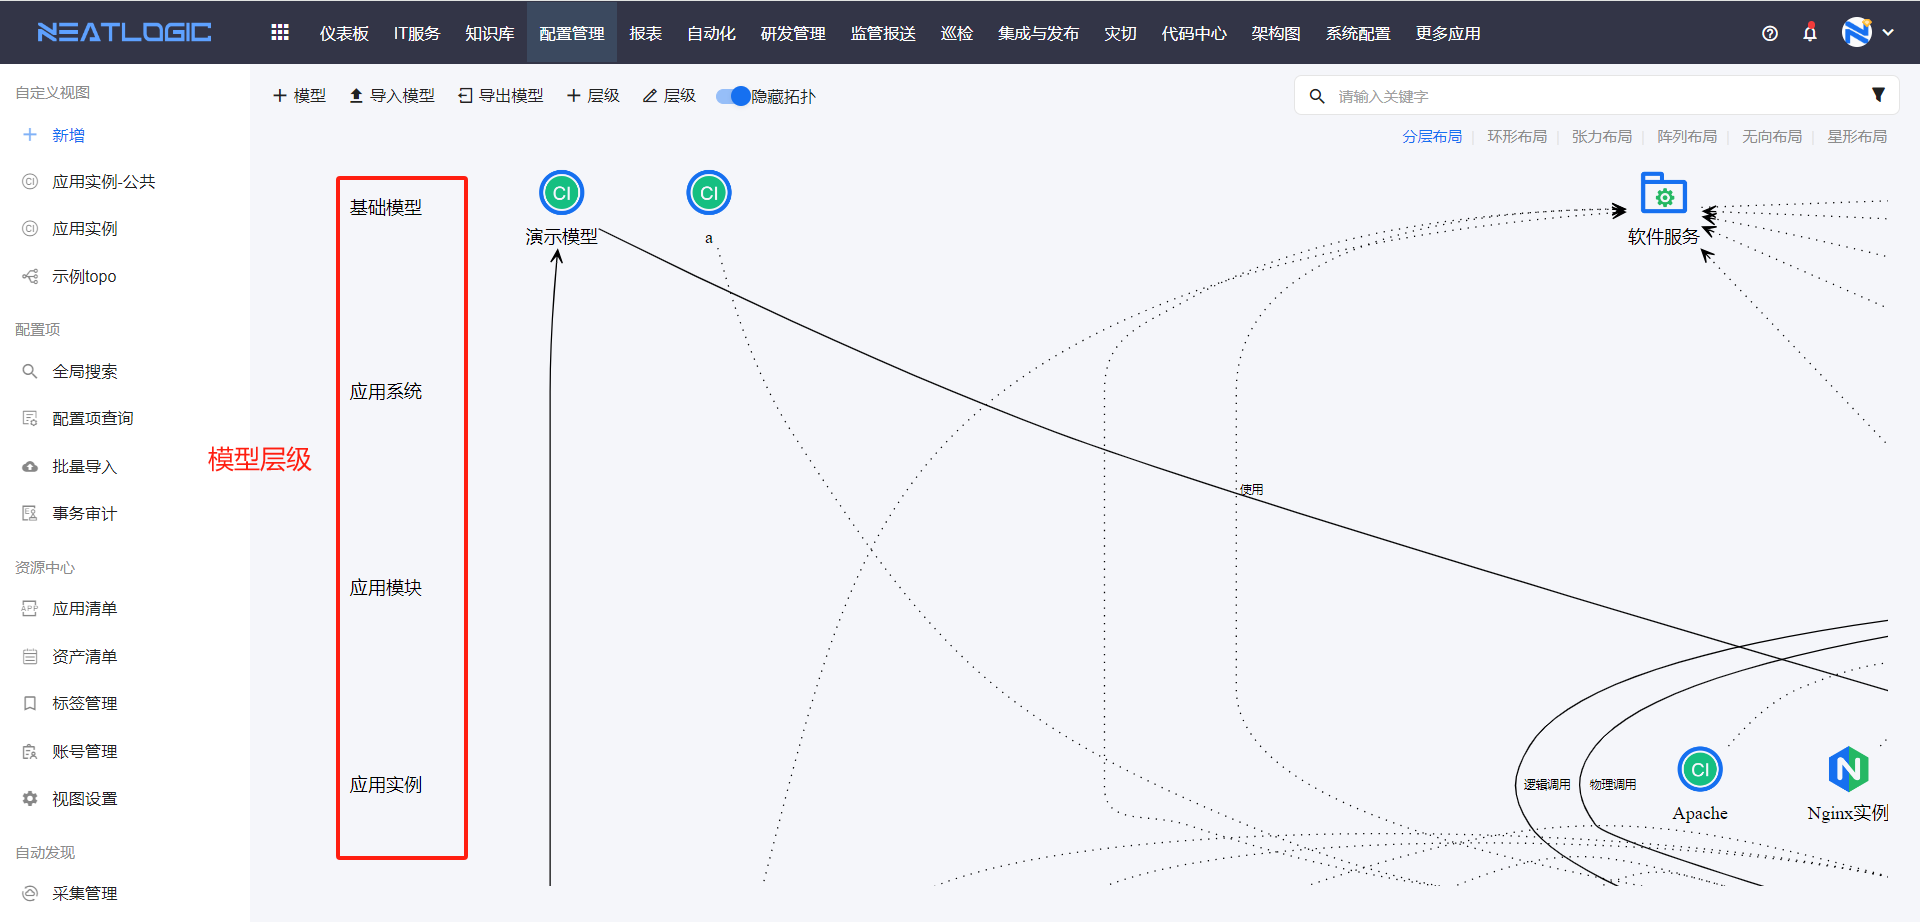 NEATLOGIC
仪表板 IT服务 知识库 配置管理 报表 自动化 研发管理 监管报送 巡检 集成与发布 灾切 代码中心 架构图 系统配置 更多应用
自定义视图
新增
CI 应用实例-公共
CI 应用实例
示例topo
配置项
全局搜索
配置项查询
批量导入
事务审计
资源中心
APP 应用清单
资产清单
标签管理
账号管理
视图设置
自动发现
采集管理
模型 导入模型 导出模型 层级 层级 隐藏拓扑
请输入关键字
分层布局 环形布局 张力布局 阵列布局 无向布局 星形布局
模型层级
基础模型
应用系统
应用模块
应用实例
CI
演示模型
CI
a
软件服务
使用
逻辑调用
物理调用
CI
Apache
N
Nginx实例